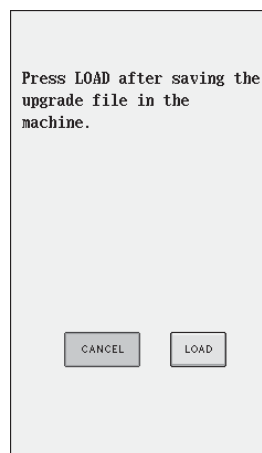 Press LOAD after saving the
upgrade file in the
machine.
CANCEL LOAD